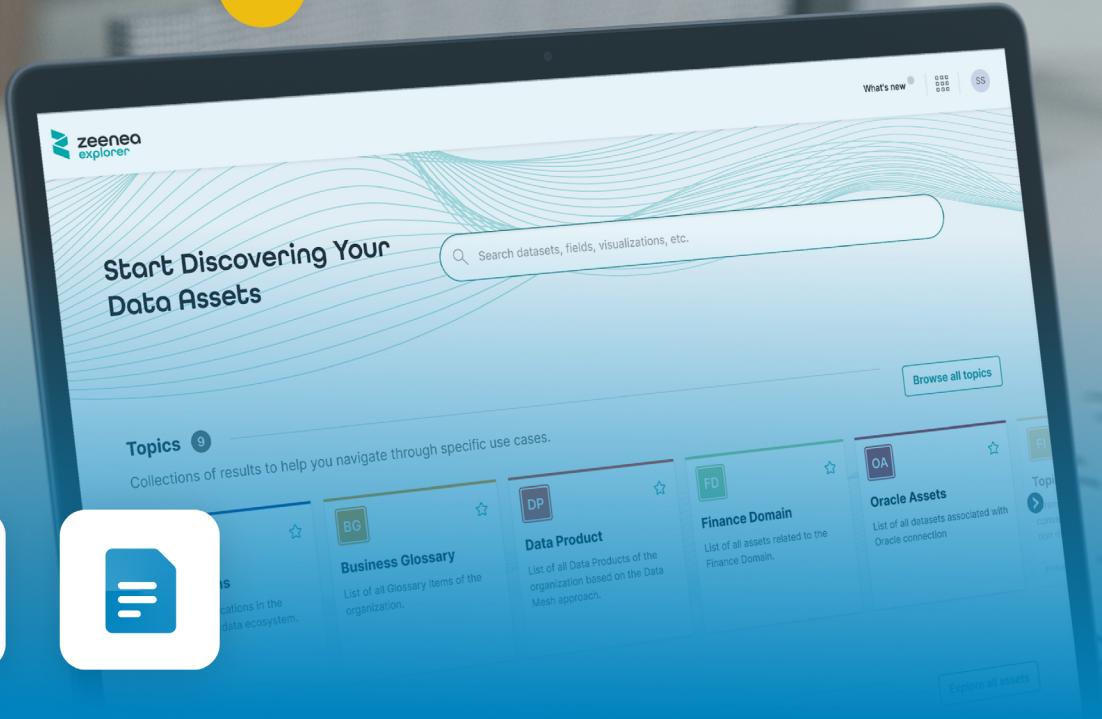 What's new
SS
zeenea
explorer
Start Discovering Your
Data Assets
Search datasets, fields, visualizations, etc.
Browse all topics
Topics 9
Collections of results to help you navigate through specific use cases.
BG
Business Glossary
List of all Glossary Items of the
organization.
DP
Data Product
List of all Data Products of the
organization based on the Data
Mesh approach.
FD
Finance Domain
List of all assets related to the
Finance Domain.
OA
Oracle Assets
List of all datasets associated with
Oracle connection
in the
data ecosystem.
Explore all assets